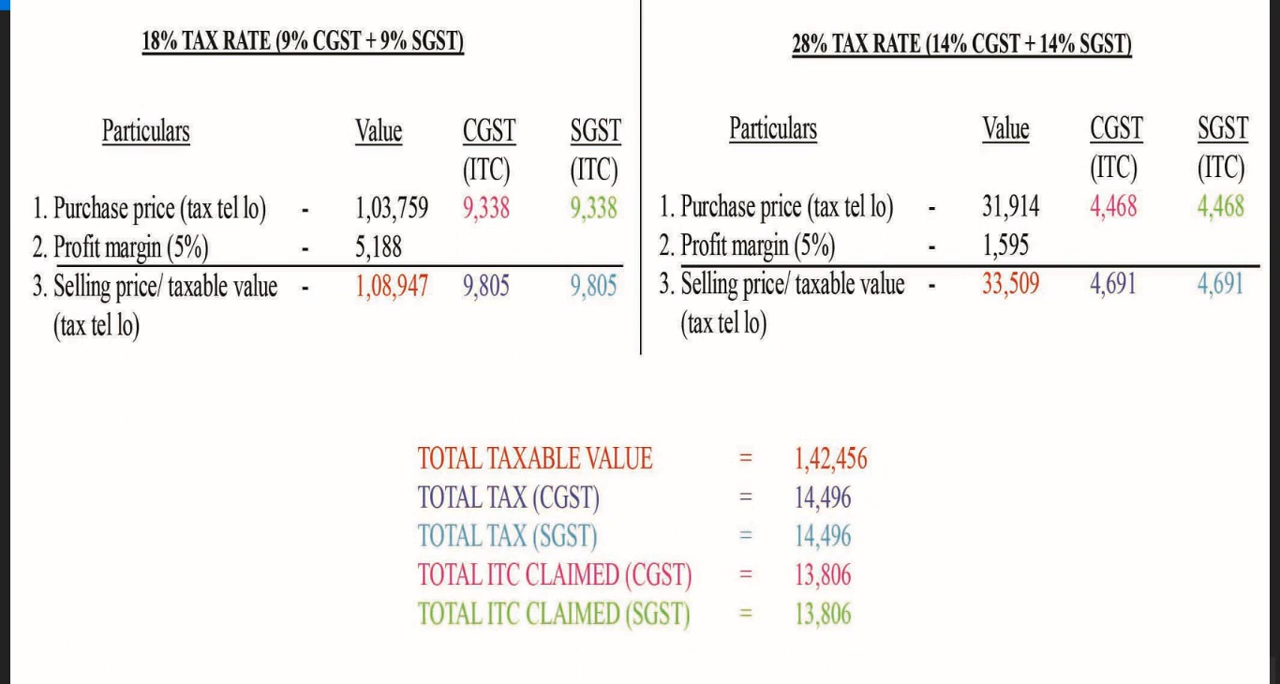 18% TAX RATE (9% CGST + 9% SGST)
Particulars Value CGST SGST
(ITC) (ITC)
1. Purchase price (tax tel lo) - 1,03,759 9,338 9,338
2. Profit margin (5%) - 5,188
3. Selling price/ taxable value - 1,08,947 9,805 9,805
(tax tel lo)
28% TAX RATE (14% CGST + 14% SGST)
Particulars Value CGST SGST
(ITC) (ITC)
1. Purchase price (tax tel lo) - 31,914 4,468 4,468
2. Profit margin (5%) - 1,595
3. Selling price/ taxable value - 33,509 4,691 4,691
(tax tel lo)
TOTAL TAXABLE VALUE = 1,42,456
TOTAL TAX (CGST) = 14,496
TOTAL TAX (SGST) = 14,496
TOTAL ITC CLAIMED (CGST) = 13,806
TOTAL ITC CLAIMED (SGST) = 13,806